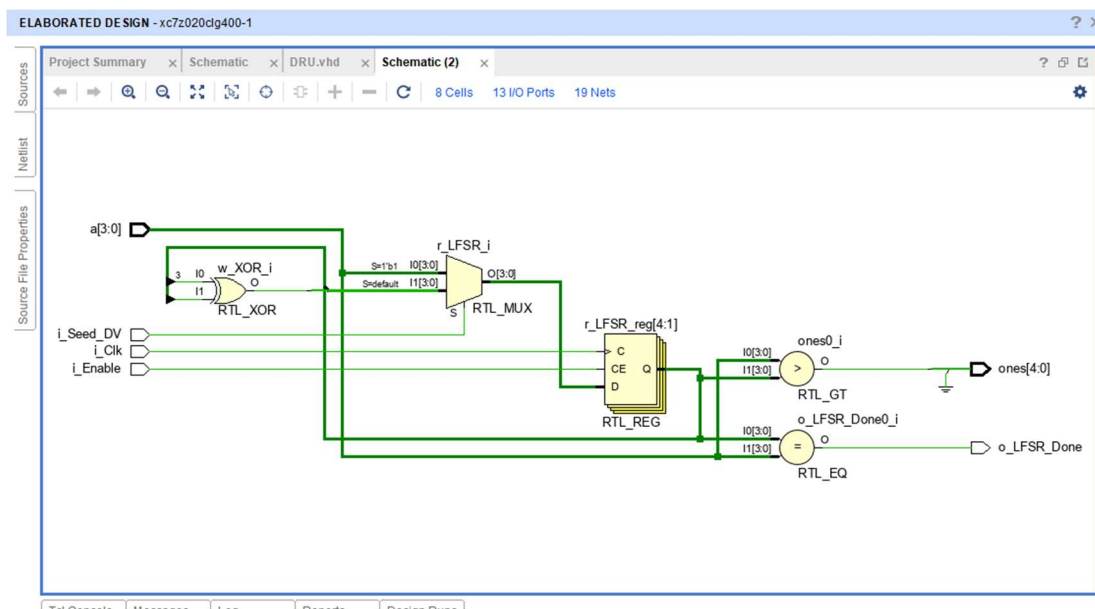 ELABORATED DESIGN - xc7z020clg400-1 ?
Sources
Netlist
Source File Properties
Project Summary × Schematic × DRU.vhd × Schematic (2) × ?
8 Cells 13 I/O Ports 19 Nets
a[3:0]
r_LFSR_i
S=1'b1 I0[3:0]
S=default I1[3:0]
O[3:0]
S
RTL_MUX
w_XOR_i
3 I0
I1
O
RTL_XOR
i_Seed_DV
i_Clk
i_Enable
r_LFSR_reg[4:1]
C
CE Q
D
RTL_REG
ones0_i
I0[3:0]
I1[3:0]
> O
RTL_GT
ones[4:0]
o_LFSR_Done0_i
I0[3:0]
I1[3:0]
= O
RTL_EQ
o_LFSR_Done